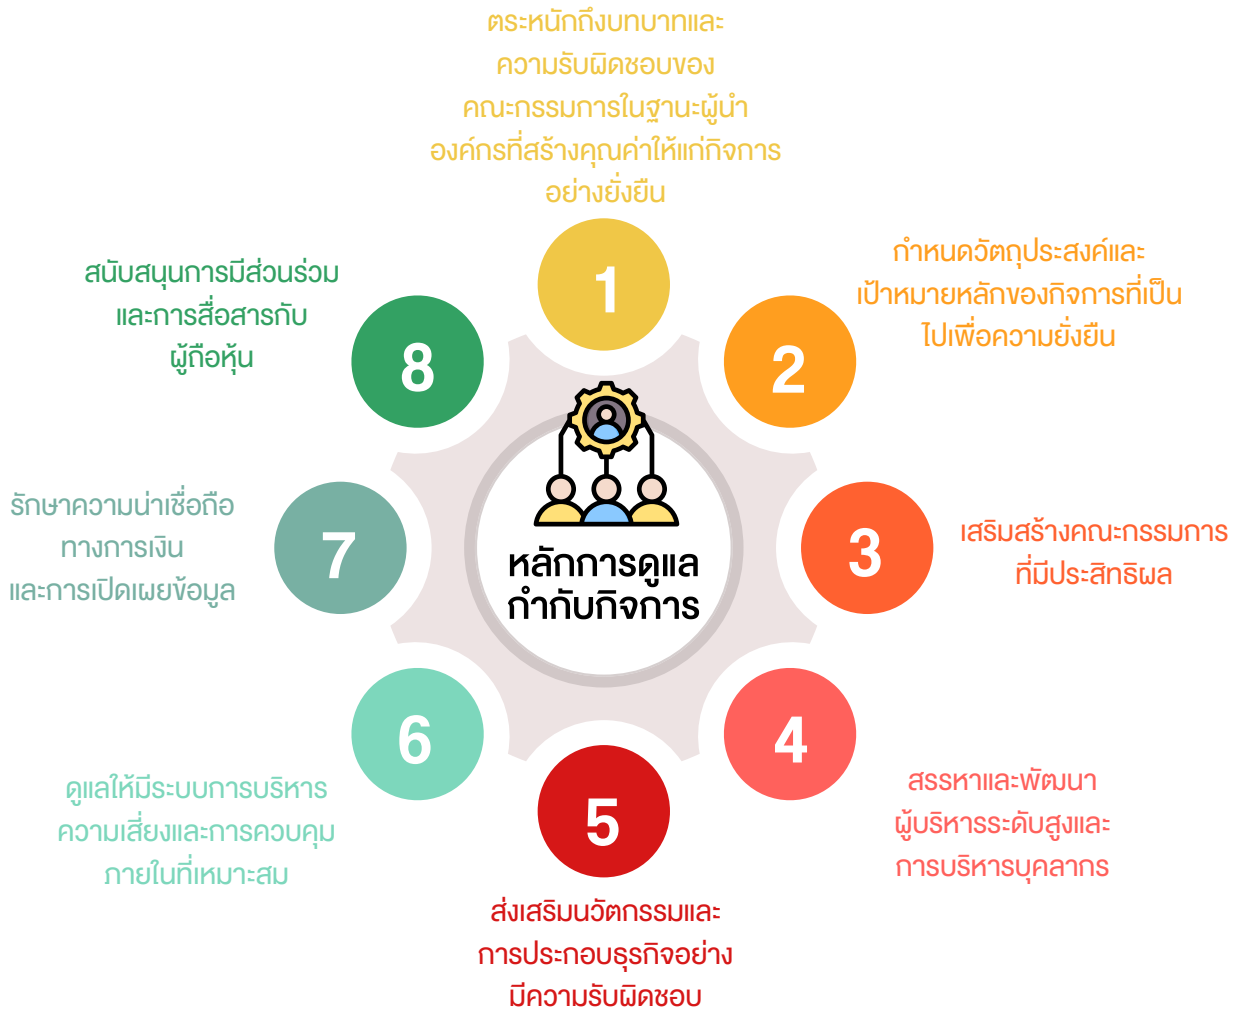 ตระหนักถึงบทบาทและ
ความรับผิดชอบของ
คณะกรรมการในฐานะผู้นำ
องค์กรที่สร้างคุณค่าให้แก่กิจการ
อย่างยั่งยืน
1
กำหนดวัตถุประสงค์และ
เป้าหมายหลักของกิจการที่เป็น
ไปเพื่อความยั่งยืน
2
เสริมสร้างคณะกรรมการ
ที่มีประสิทธิผล
3
สรรหาและพัฒนา
ผู้บริหารระดับสูงและ
การบริหารบุคลากร
4
5
ส่งเสริมนวัตกรรมและ
การประกอบธุรกิจอย่าง
มีความรับผิดชอบ
6
ดูแลให้มีระบบการบริหาร
ความเสี่ยงและการควบคุม
ภายในที่เหมาะสม
7
รักษาความน่าเชื่อถือ
ทางการเงิน
และการเปิดเผยข้อมูล
8
สนับสนุนการมีส่วนร่วม
และการสื่อสารกับ
ผู้ถือหุ้น
หลักการดูแล
กำกับกิจการ